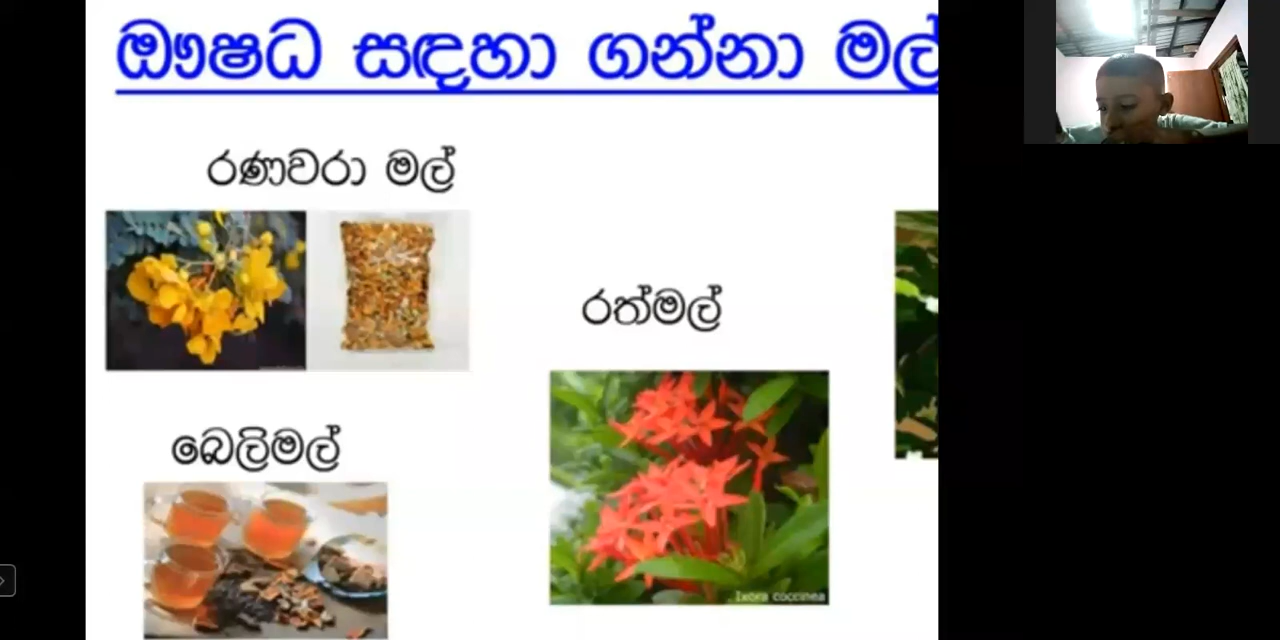 ඖෂධ සඳහා ගන්නා මල්
රණවරා මල්
රත්මල්
බෙලිමල්
Ixora coccinea